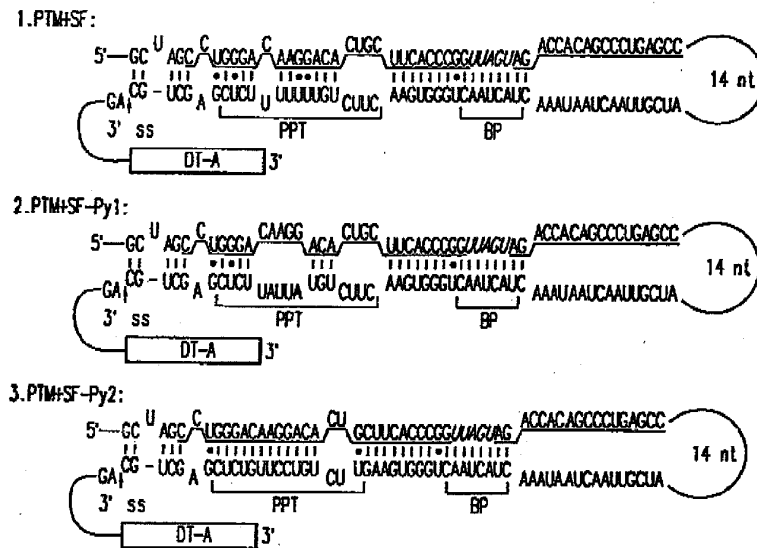 1.PTM+SF:
5'—GC U AGC C UGGGA C AAGGACA CUGC UUCACCCGGUUAGUAG ACCACAGCCCUGAGCC
GA CG – UCG A GCUCU U UUUUGU CUUC AAGUGGGUCAAUCAUC AAAUAAUCAAUUGCUA 14 nt
3' ss PPT BP
DT-A 3'
2.PTM+SF-Py1:
5'—GC U AGC C UGGGA CAAGG ACA CUGC UUCACCCGGUUAGUAG ACCACAGCCCUGAGCC
GA CG – UCG A GCUCU UAUUA UGU CUUC AAGUGGGUCAAUCAUC AAAUAAUCAAUUGCUA 14 nt
3' ss PPT BP
DT-A 3'
3.PTM+SF-Py2:
5'—GC U AGC C UGGGACAAGGACA CU GCUUCACCCGGUUAGUAG ACCACAGCCCUGAGCC
GA CG – UCG A GCUCUGUUCCUGU CU UGAAGUGGGUCAAUCAUC AAAUAAUCAAUUGCUA 14 nt
3' ss PPT BP
DT-A 3'